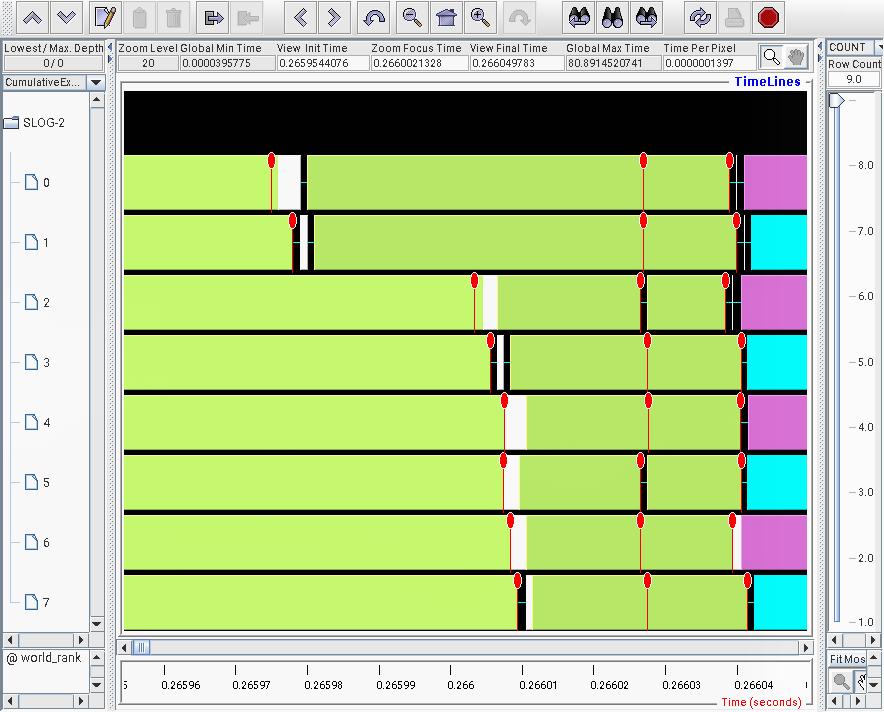 Lowest / Max. Depth
0 / 0
Zoom Level
20
Global Min Time
0.0000395775
View  Init Time
0.2659544076
Zoom Focus Time
0.2660021328
View Final Time
0.266049783
Global Max Time
80.8914520741
Time Per Pixel
0.0000001397
COUNT
Row Count
9.0
CumulativeEx...
TimeLines
SLOG-2
0
1
2
3
4
5
6
7
8.0
7.0
6.0
5.0
4.0
3.0
2.0
1.0
@ world_rank
Fit Mos
5
0.26596
0.26597
0.26598
0.26599
0.266
0.26601
0.26602
0.26603
0.26604
Time (seconds)